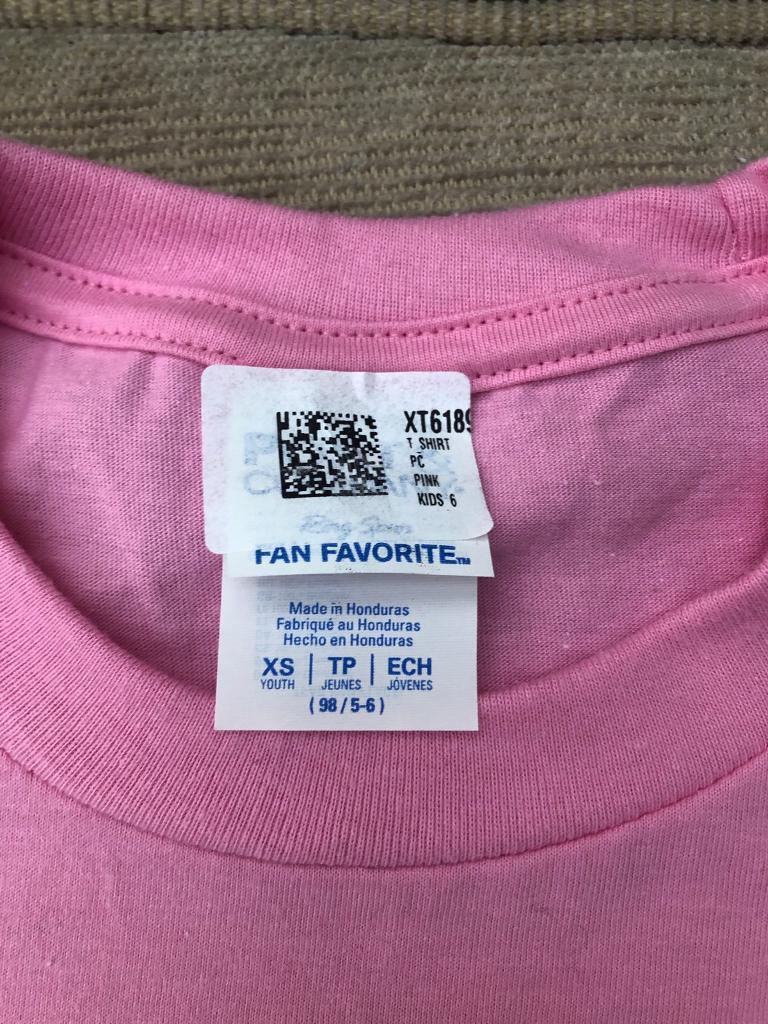 XT6189
T SHIRT
PC
PINK
KIDS 6
FAN FAVORITE™
Made in Honduras
Fabriqué au Honduras
Hecho en Honduras
XS | TP | ECH
YOUTH JEUNES JÓVENES
( 98 / 5-6 )